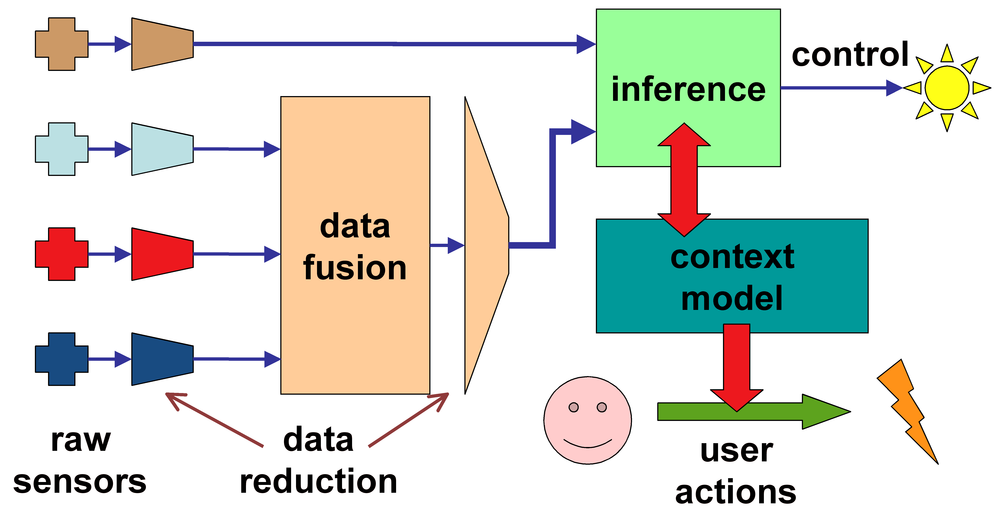 control
inference
data
fusion
context
model
raw
sensors
data
reduction
user
actions